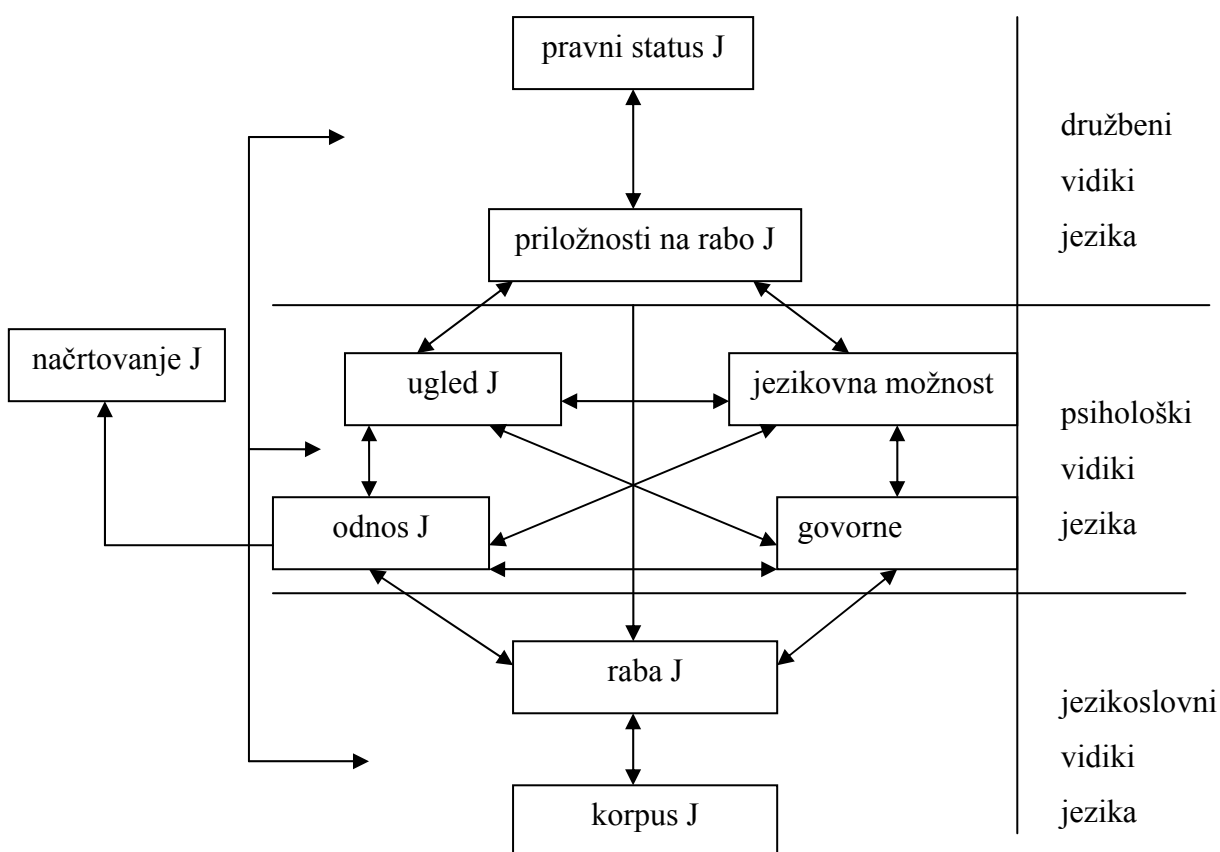 pravni status J
družbeni
vidiki
jezika
priložnosti na rabo J
načrtovanje J
ugled J
jezikovna možnost
psihološki
vidiki
jezika
odnos J
govorne
raba J
jezikoslovni
vidiki
jezika
korpus J